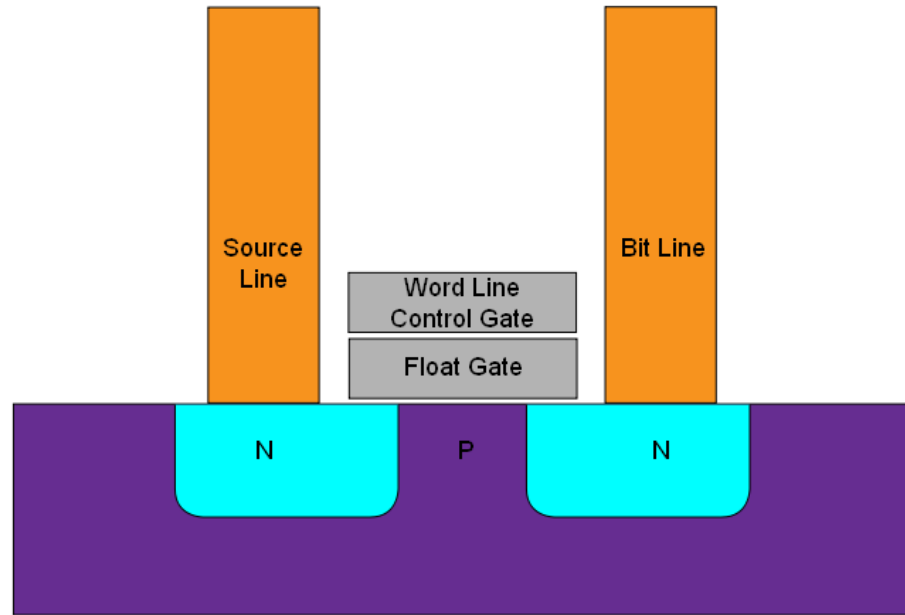 Source
Line
Word Line
Control Gate
Bit Line
Float Gate
N
P
N